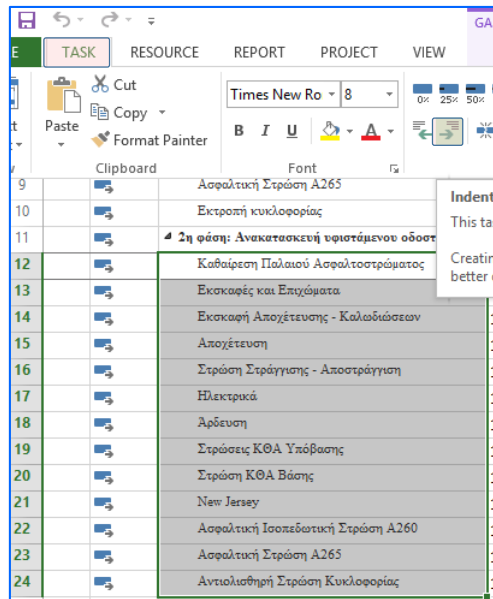 GA
E TASK RESOURCE REPORT PROJECT VIEW
Cut
Copy
Format Painter
Paste
Times New Ro 8
B I U A
0% 25% 50%
Clipboard Font
Indent
This ta
Creatin
better
9 Ασφαλτική Στρώση Α265
10 Εκτροπή κυκλοφορίας
11 2η φάση: Ανακατασκευή υφιστάμενου οδοστ
12 Καθαίρεση Παλαιού Ασφαλτοστρώματος
13 Εκσκαφές και Επιχώματα
14 Εκσκαφή Αποχέτευσης - Καλωδιώσεων
15 Αποχέτευση
16 Στρώση Στράγγισης - Αποστράγγιση
17 Ηλεκτρικά
18 Άρδευση
19 Στρώσεις ΚΘΑ Υπόβασης
20 Στρώση ΚΘΑ Βάσης
21 New Jersey
22 Ασφαλτική Ισοπεδωτική Στρώση Α260
23 Ασφαλτική Στρώση Α265
24 Αντιολισθηρή Στρώση Κυκλοφορίας